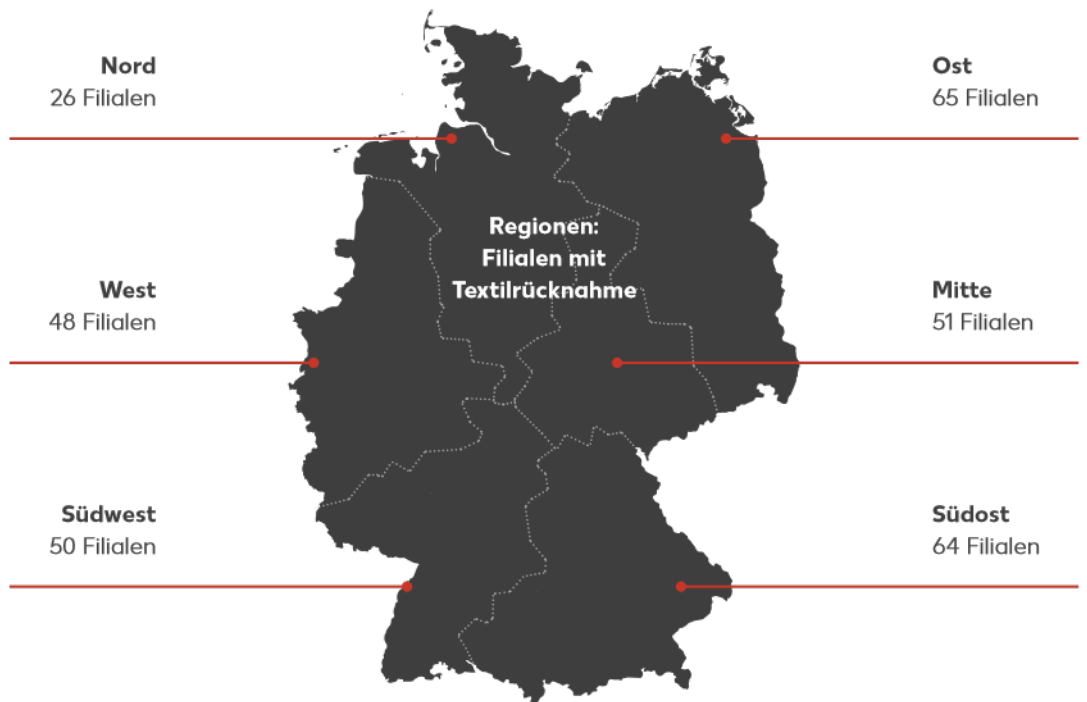 Nord
26 Filialen
Ost
65 Filialen
Regionen:
Filialen mit
Textilrücknahme
West
48 Filialen
Mitte
51 Filialen
Südwest
50 Filialen
Südost
64 Filialen